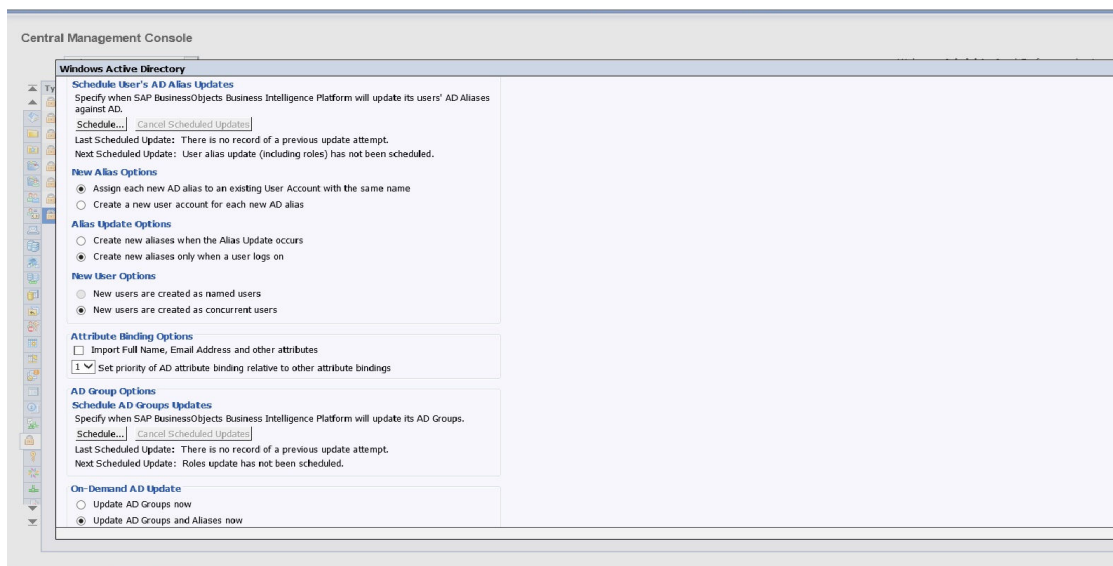 Central Management Console
Windows Active Directory
Ty
Schedule User's AD Alias Updates
Specify when SAP BusinessObjects Business Intelligence Platform will update its users' AD Aliases
against AD.
Schedule... Cancel Scheduled Updates
Last Scheduled Update: There is no record of a previous update attempt.
Next Scheduled Update: User alias update (including roles) has not been scheduled.
New Alias Options
Assign each new AD alias to an existing User Account with the same name
Create a new user account for each new AD alias
Alias Update Options
Create new aliases when the Alias Update occurs
Create new aliases only when a user logs on
New User Options
New users are created as named users
New users are created as concurrent users
Attribute Binding Options
Import Full Name, Email Address and other attributes
1 Set priority of AD attribute binding relative to other attribute bindings
AD Group Options
Schedule AD Groups Updates
Specify when SAP BusinessObjects Business Intelligence Platform will update its AD Groups.
Schedule... Cancel Scheduled Updates
Last Scheduled Update: There is no record of a previous update attempt.
Next Scheduled Update: Roles update has not been scheduled.
On-Demand AD Update
Update AD Groups now
Update AD Groups and Aliases now